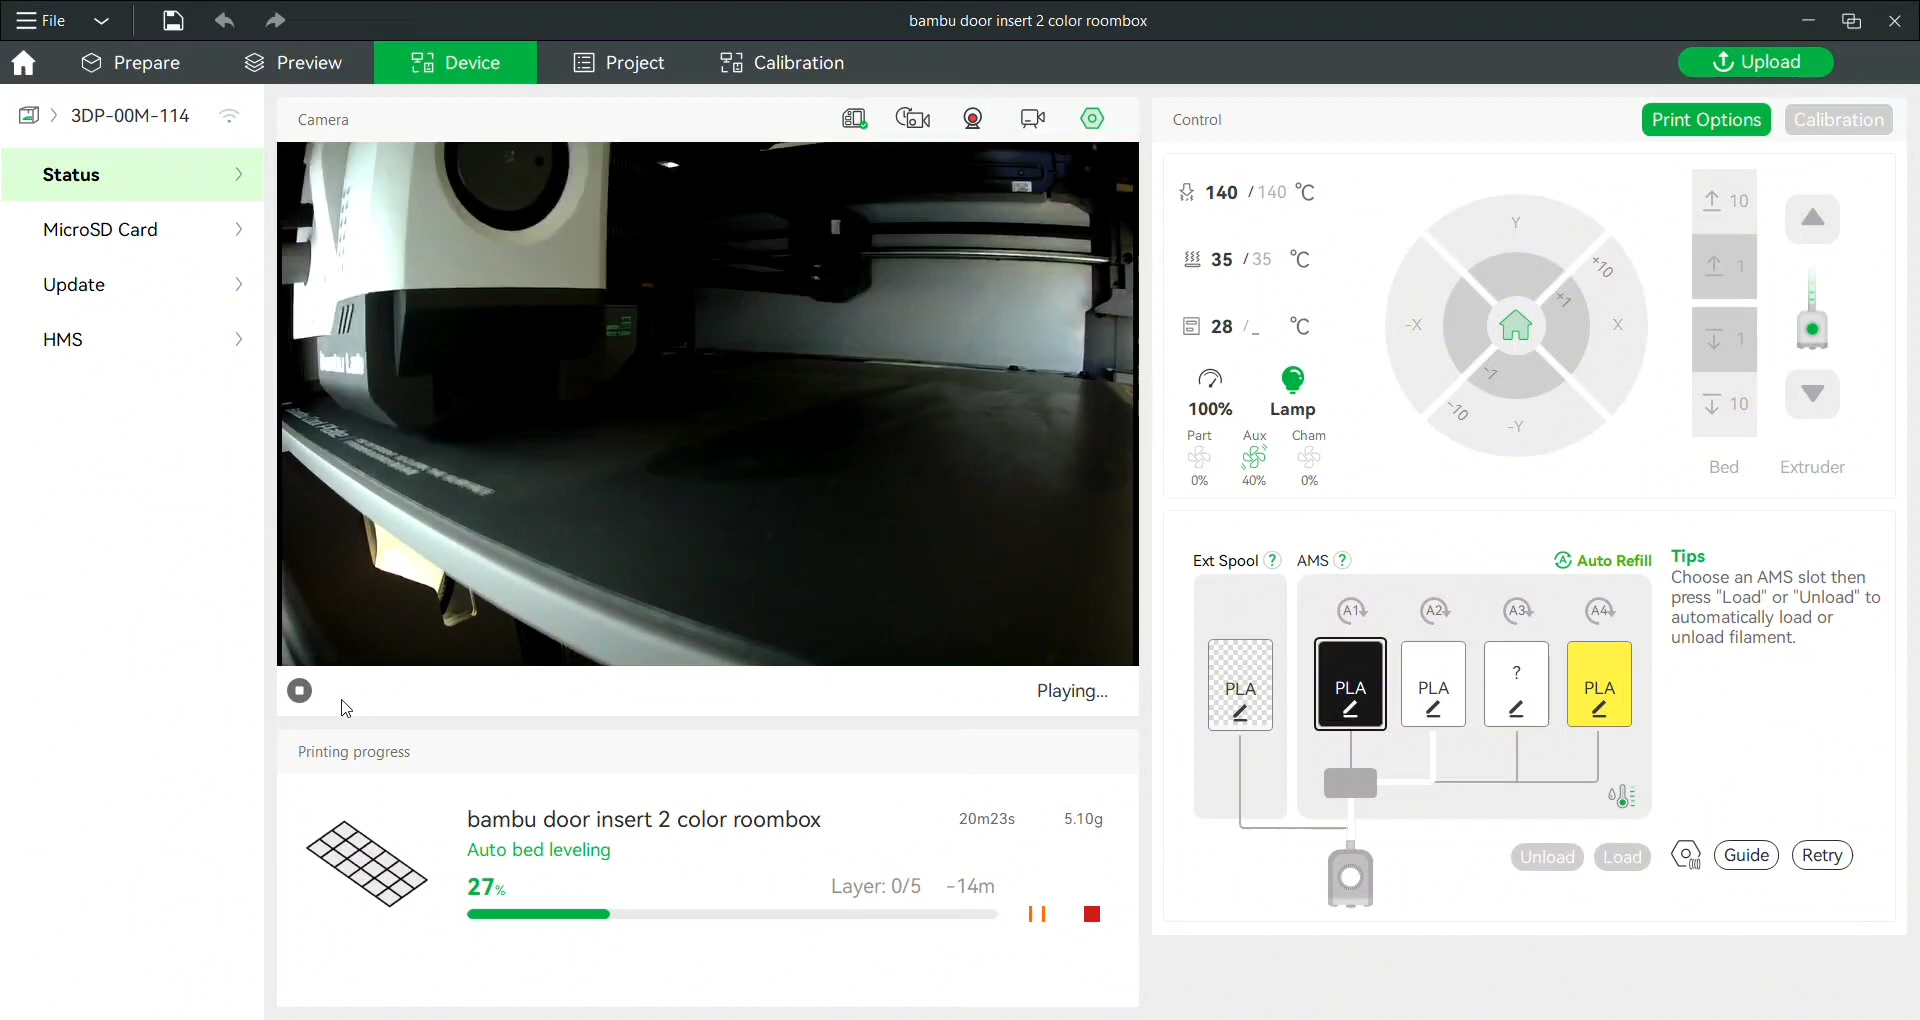 File
bambu door insert 2 color roombox
Prepare
Preview
Device
Project
Calibration
Upload
3DP-00M-114
Status
MicroSD Card
Update
HMS
Camera
Playing...
Printing progress
bambu door insert 2 color roombox
20m23s
5.10g
Auto bed leveling
27%
Layer: 0/5
-14m
Control
Print Options
Calibration
140 /140 °C
35 /35 °C
28 /_ °C
100%
Lamp
Part
Aux
Cham
0%
40%
0%
Y
+10
+1
-X
X
-1
-10
-Y
10
1
1
10
Bed
Extruder
Ext Spool ?
AMS ?
Auto Refill
A1
A2
A3
A4
PLA
PLA
PLA
?
PLA
Tips
Choose an AMS slot then
press "Load" or "Unload" to
automatically load or
unload filament.
Unload
Load
Guide
Retry